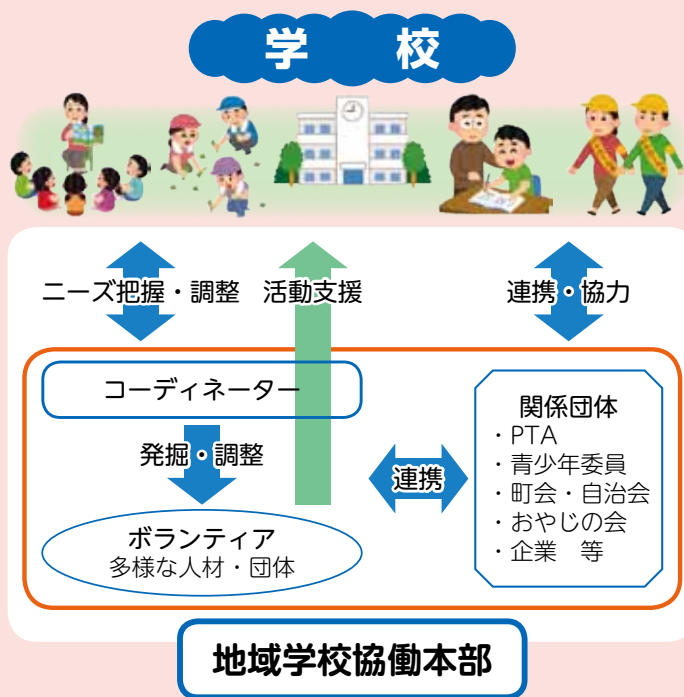 学　校
ニーズ把握・調整
活動支援
連携・協力
コーディネーター
発掘・調整
ボランティア
多様な人材・団体
連携
関係団体
・PTA
・青少年委員
・町会・自治会
・おやじの会
・企業　等
地域学校協働本部